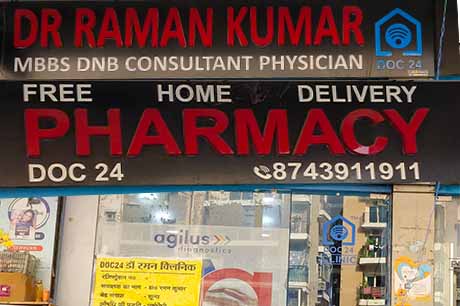 DR RAMAN KUMAR
MBBS DNB CONSULTANT PHYSICIAN
DOC 24
FREE HOME DELIVERY
PHARMACY
DOC 24
8743911911
agilus>>
diagnostics
DOC 24
CLINIC
DOC24 डॉ रमन क्लिनिक